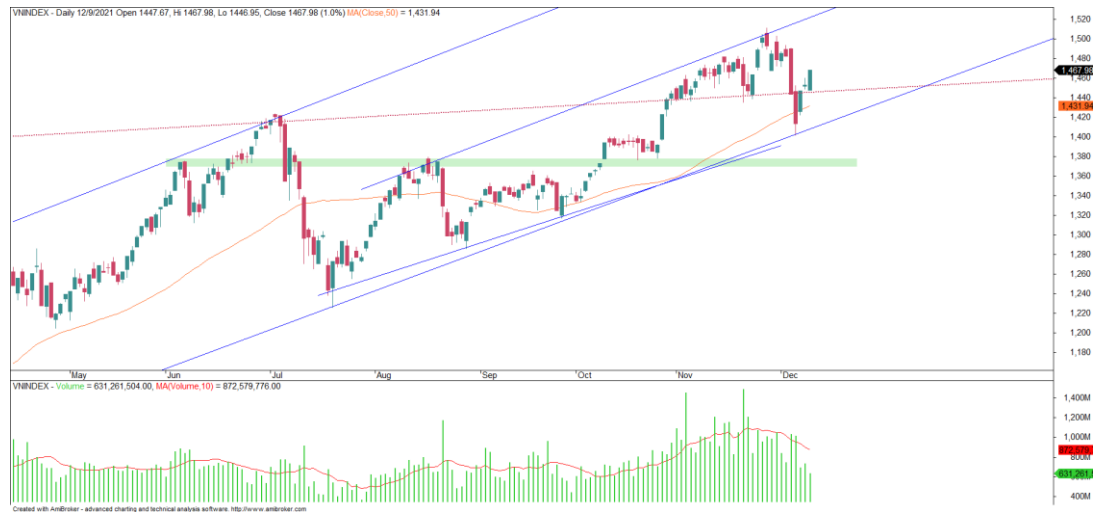 VNINDEX - Daily 12/9/2021 Open 1447.67, Hi 1467.98, Lo 1446.95, Close 1467.98 (1.0%) MA(Close,50) = 1,431.94
1,520
1,500
1,480
1,467.98
1,440
1,431.94
1,400
1,380
1,360
1,340
1,320
1,300
1,280
1,260
1,240
1,220
1,200
1,180
May Jun Jul Aug Sep Oct Nov Dec
VNINDEX - Volume = 631,261,504.00, MA(Volume,10) = 872,579,776.00
1,400M
1,200M
1,000M
872,579,
800M
631,261,5
400M
Created with AmiBroker - advanced charting and technical analysis software. http://www.amibroker.com